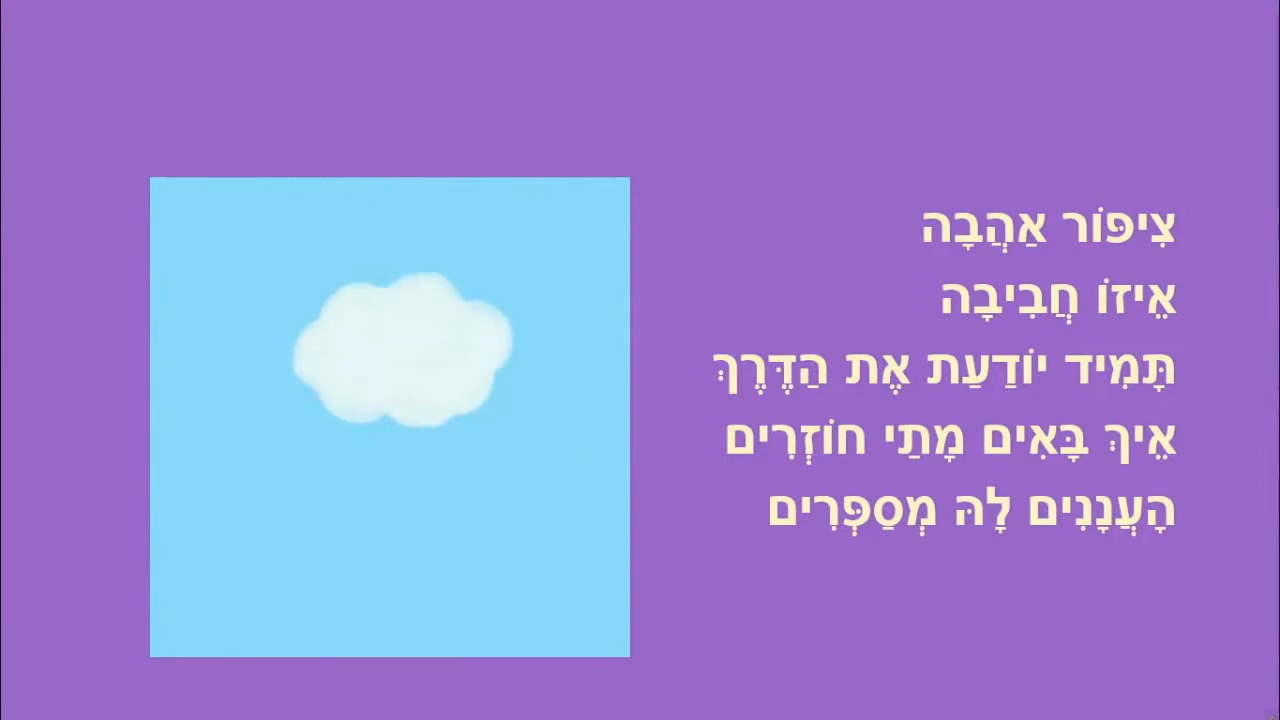 צִיפּוֹר אַהֲבָה
אֵיזוֹ חֲבִיבָה
תָּמִיד יוֹדַעַת אֶת הַדֶּרֶךְ
אֵיךְ בָּאִים מָתַי חוֹזְרִים
הָעֲנָנִים לָהּ מְסַפְּרִים